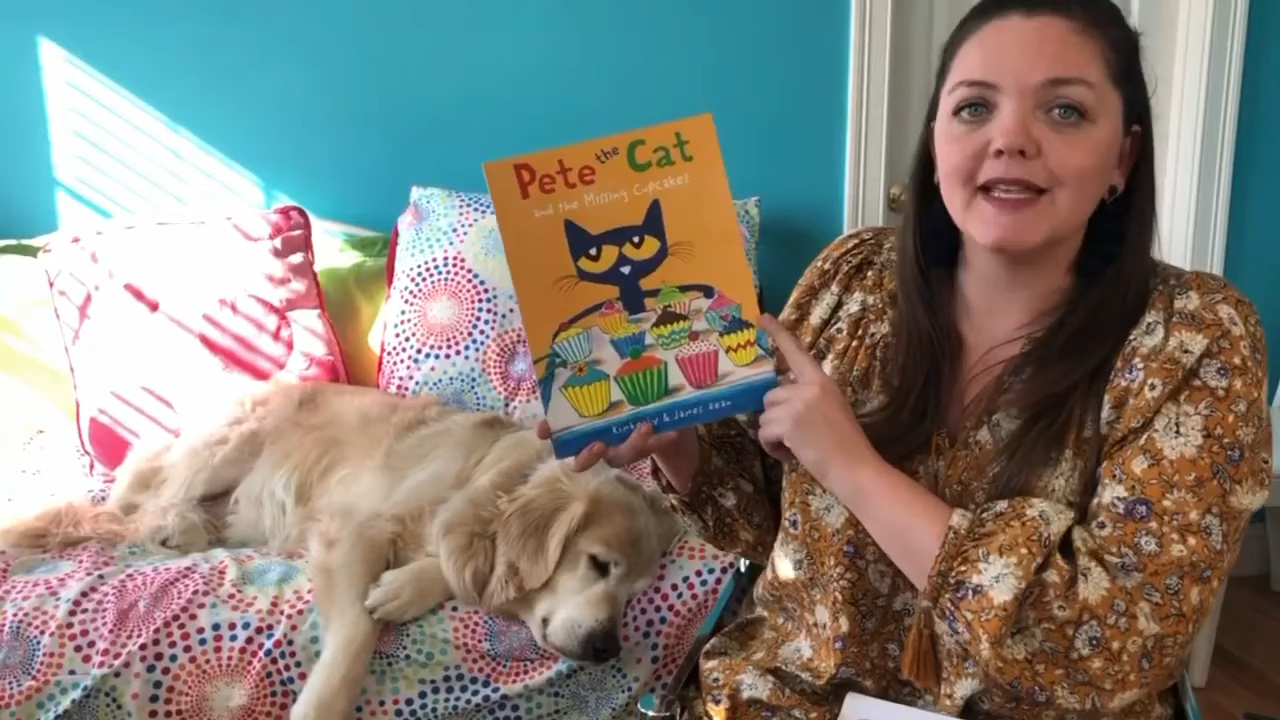 Pete the Cat
and the Missing Cupcakes
Kimberly & James Dean